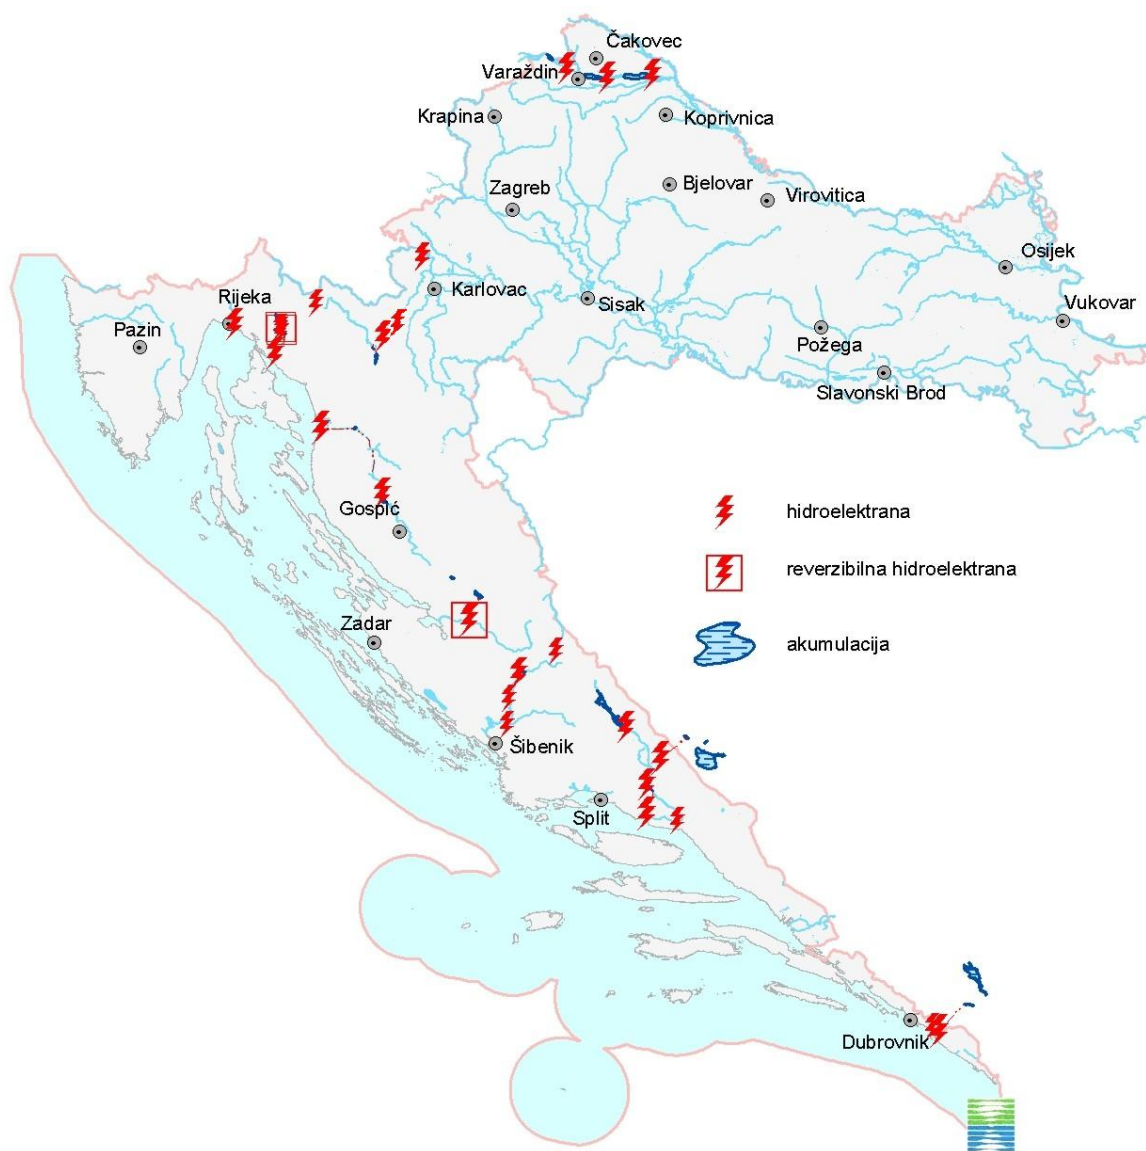 Čakovec
Varaždin
Krapina
Koprivnica
Bjelovar
Zagreb
Virovitica
Osijek
Karlovac
Sisak
Rijeka
Vukovar
Pazin
Požega
Slavonski Brod
Gospić
hidroelektrana
reverzibilna hidroelektrana
Zadar
akumulacija
Šibenik
Split
Dubrovnik